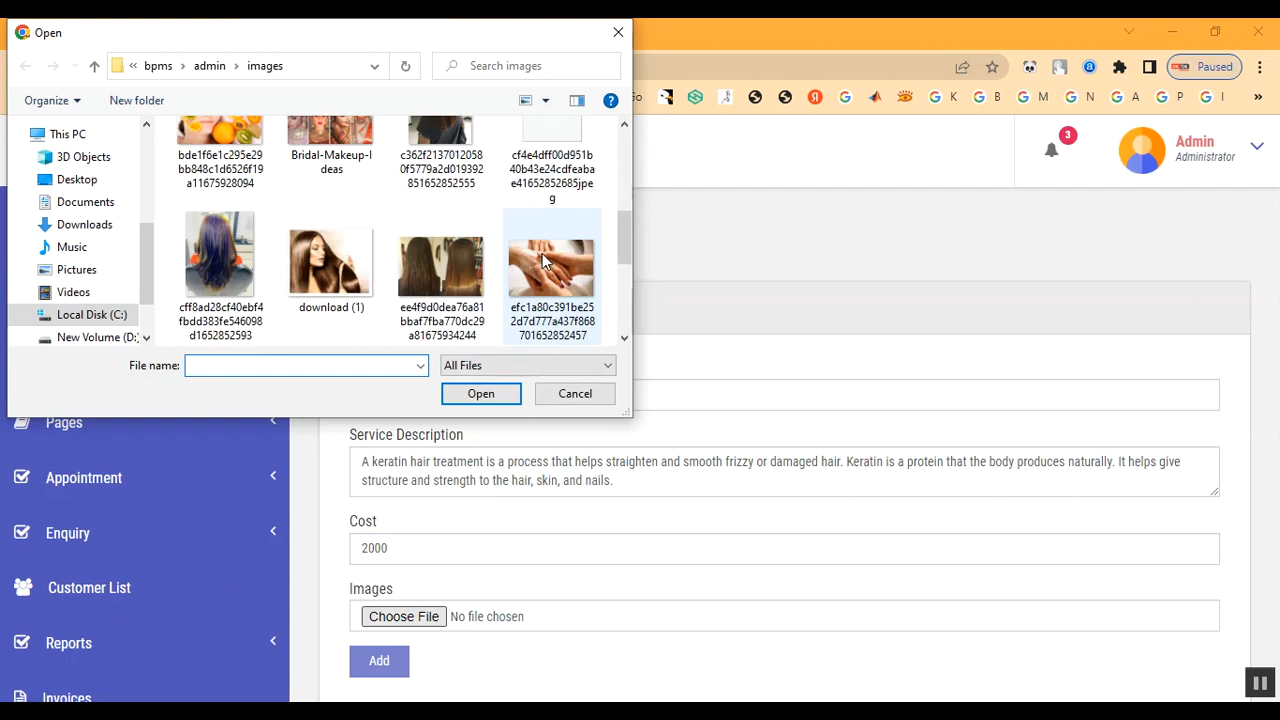 Open
bpms
admin
images
Search images
Organize
New folder
?
This PC
3D Objects
Desktop
Documents
Downloads
Music
Pictures
Videos
Local Disk (C:)
New Volume (D:)
bde1f6e1c295e29
bb848c1d6526f19
a11675928094
Bridal-Makeup-I
deas
c362f2137012058
0f5779a2d019392
851652852555
cf4e4dff00d951b
40b43e24cdfeaba
e41652852685jpe
g
cff8ad28cf40ebf4
fbdd383fe546098
d1652852593
download (1)
ee4f9d0dea76a81
bbaf7fba770dc29
a81675934244
efc1a80c391be25
2d7d777a437f868
701652852457
File name:
All Files
Open
Cancel
Paused
K
B
M
N
A
P
3
Admin
Administrator
Pages
Appointment
Enquiry
Customer List
Reports
Invoices
Service Description
A keratin hair treatment is a process that helps straighten and smooth frizzy or damaged hair. Keratin is a protein that the body produces naturally. It helps give
structure and strength to the hair, skin, and nails.
Cost
2000
Images
Choose File No file chosen
Add